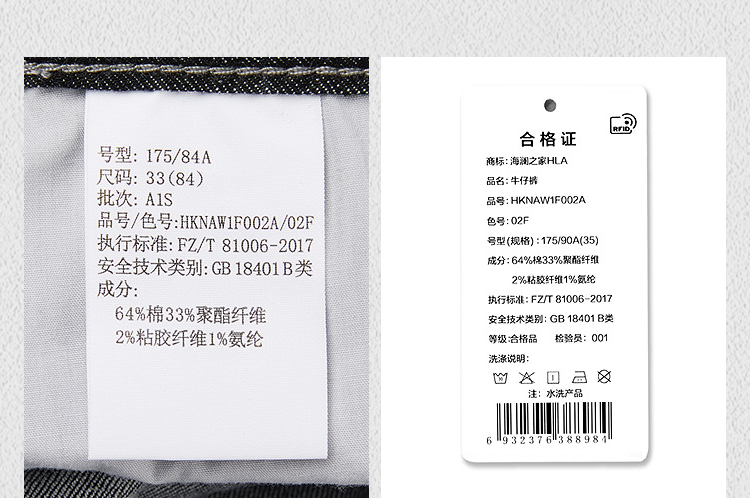 号型: 175/84A
尺码: 33(84)
批次: A1S
品号/色号:HKNAW1F002A/02F
执行标准: FZ/T 81006-2017
安全技术类别: GB 18401 B 类
成分:
64%棉33%聚酯纤维
2%粘胶纤维1%氨纶
RFID
合格证
商标: 海澜之家HLA
品名: 牛仔裤
品号: HKNAW1F002A
色号: 02F
号型(规格) : 175/90A(35)
成分: 64%棉33%聚酯纤维
2%粘胶纤维1%氨纶
执行标准: FZ/T 81006-2017
安全技术类别: GB 18401 B类
等级:合格品 检验员: 001
洗涤说明:
注: 水洗产品
6 932376 388984